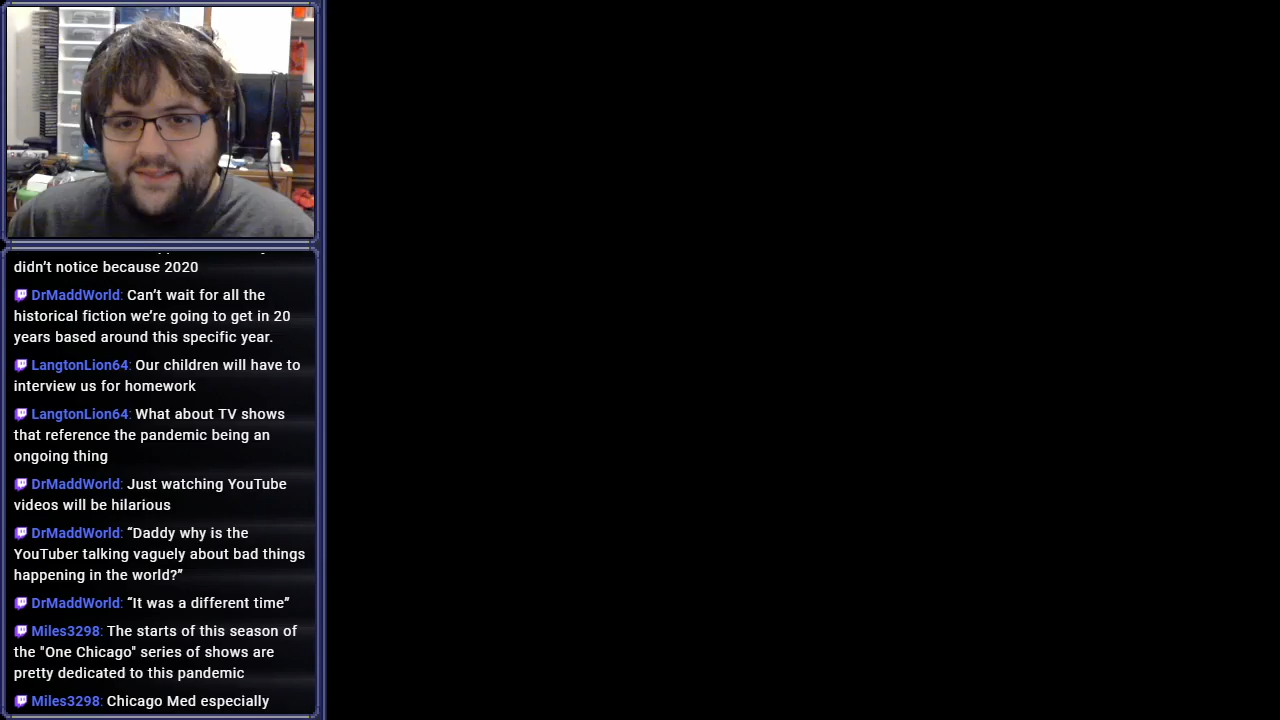 didn't notice because 2020
DrMaddWorld: Can't wait for all the
historical fiction we're going to get in 20
years based around this specific year.
LangtonLion64: Our children will have to
interview us for homework
LangtonLion64: What about TV shows
that reference the pandemic being an
ongoing thing
DrMaddWorld: Just watching YouTube
videos will be hilarious
DrMaddWorld: “Daddy why is the
YouTuber talking vaguely about bad things
happening in the world?”
DrMaddWorld: “It was a different time”
Miles3298: The starts of this season of
the "One Chicago" series of shows are
pretty dedicated to this pandemic
Miles3298: Chicago Med especially